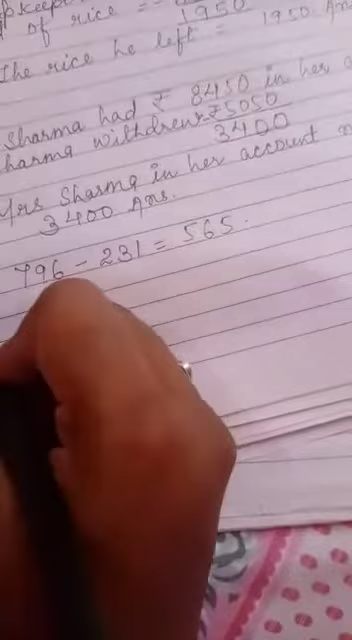 of rice = 1950
The rice he left = 1950 Ans
Sharma had ₹ 8450 in her a
harma withdrew ₹5050
3400
Mrs Sharma in her account
3400 Ans.
796 - 231 = 565.